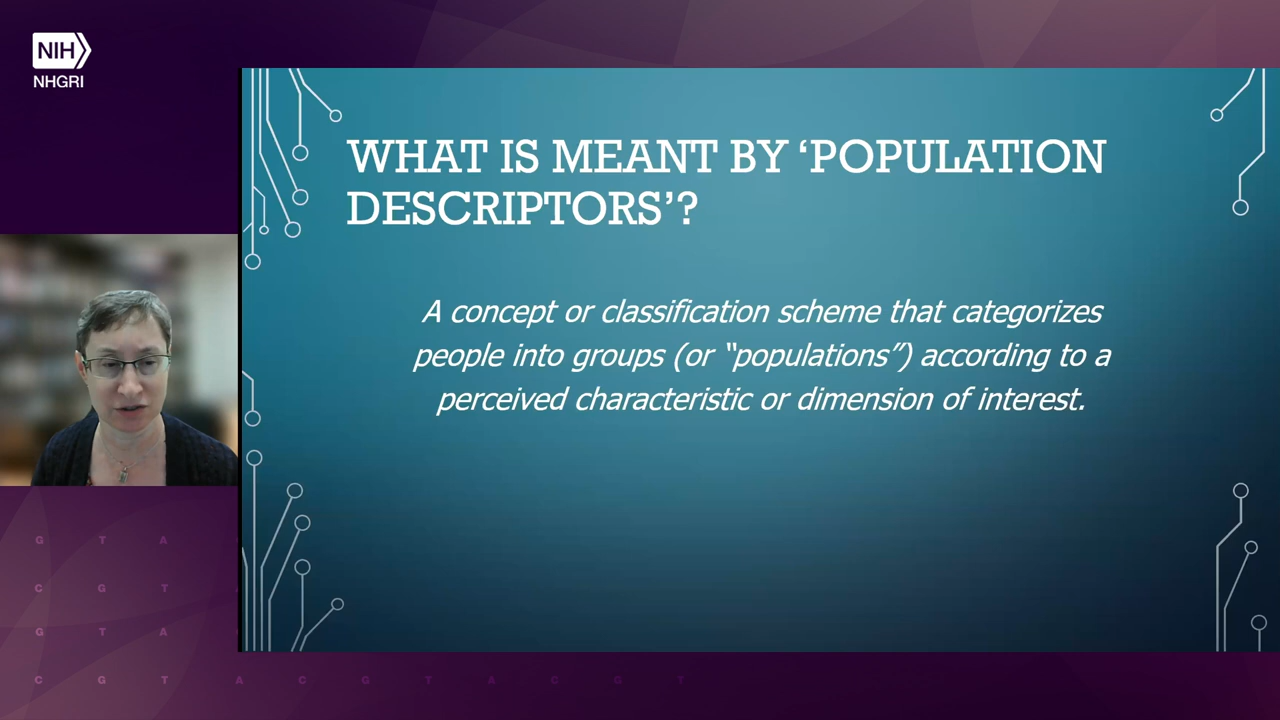 NIH
NHGRI
WHAT IS MEANT BY ‘POPULATION
DESCRIPTORS’?
A concept or classification scheme that categorizes
people into groups (or “populations”) according to a
perceived characteristic or dimension of interest.
G T A
C G T
G T A
C G T A C G T A C G T